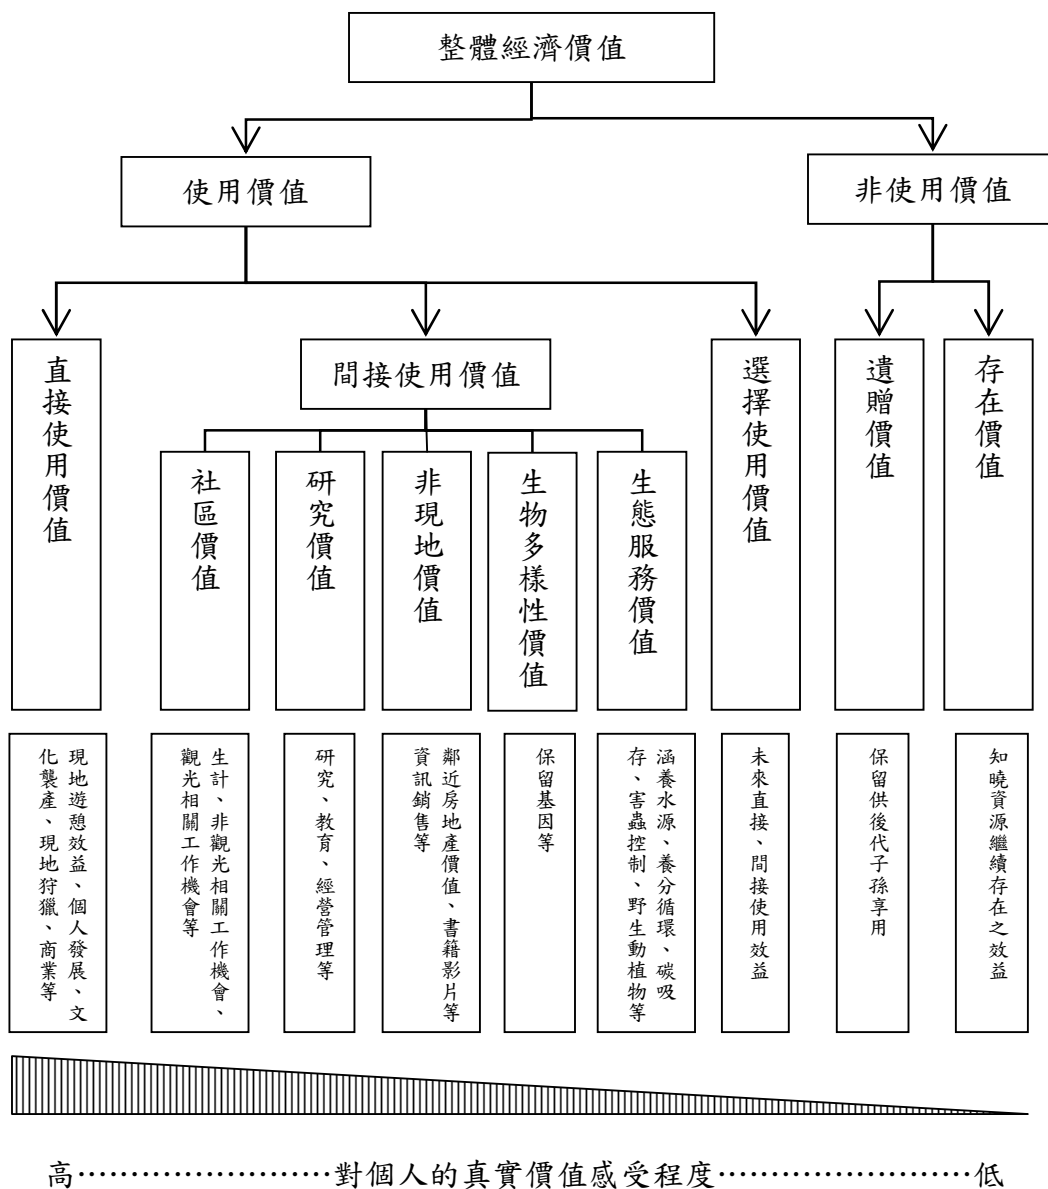 整體經濟價值
使用價值
非使用價值
直接使用價值
間接使用價值
選擇使用價值
遺贈價值
存在價值
社區價值
研究價值
非現地價值
生物多樣性價值
生態服務價值
現地遊憩效益、個人發展、文
化襲產、現地狩獵、商業等
生計、非觀光相關工作機會、
觀光相關工作機會等
研究、教育、經營管理等
鄰近房地產價值、書籍影片等
資訊銷售等
保留基因等
涵養水源、養分循環、碳吸
存、害蟲控制、野生動植物等
未來直接、間接使用效益
保留供後代子孫享用
知曉資源繼續存在之效益
高························對個人的真實價值感受程度························低